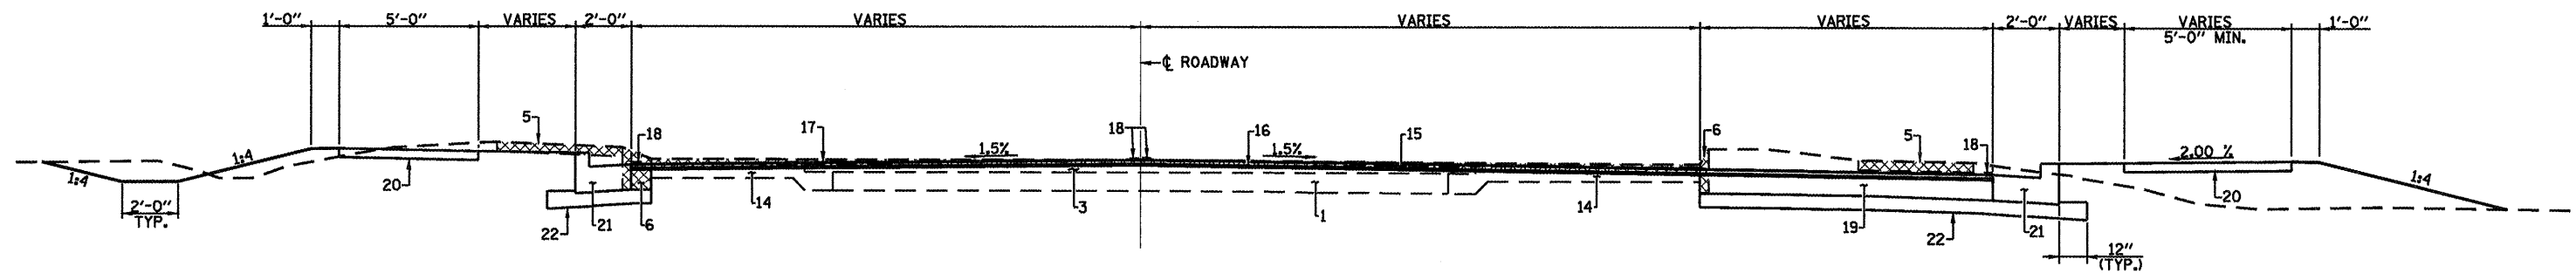 1'-0" 5'-0" VARIES 2'-0" VARIES VARIES VARIES 2'-0" VARIES VARIES 1'-0"
5'-0" MIN.
℄ ROADWAY
5 18 17 18 16 15 6 5 18
1.5% 1.5% 2.00 %
1:4 1:4 1:4
20 14 3 1 14 20
2'-0"
TYP.
22 21 6 19 22 21
12"
(TYP.)